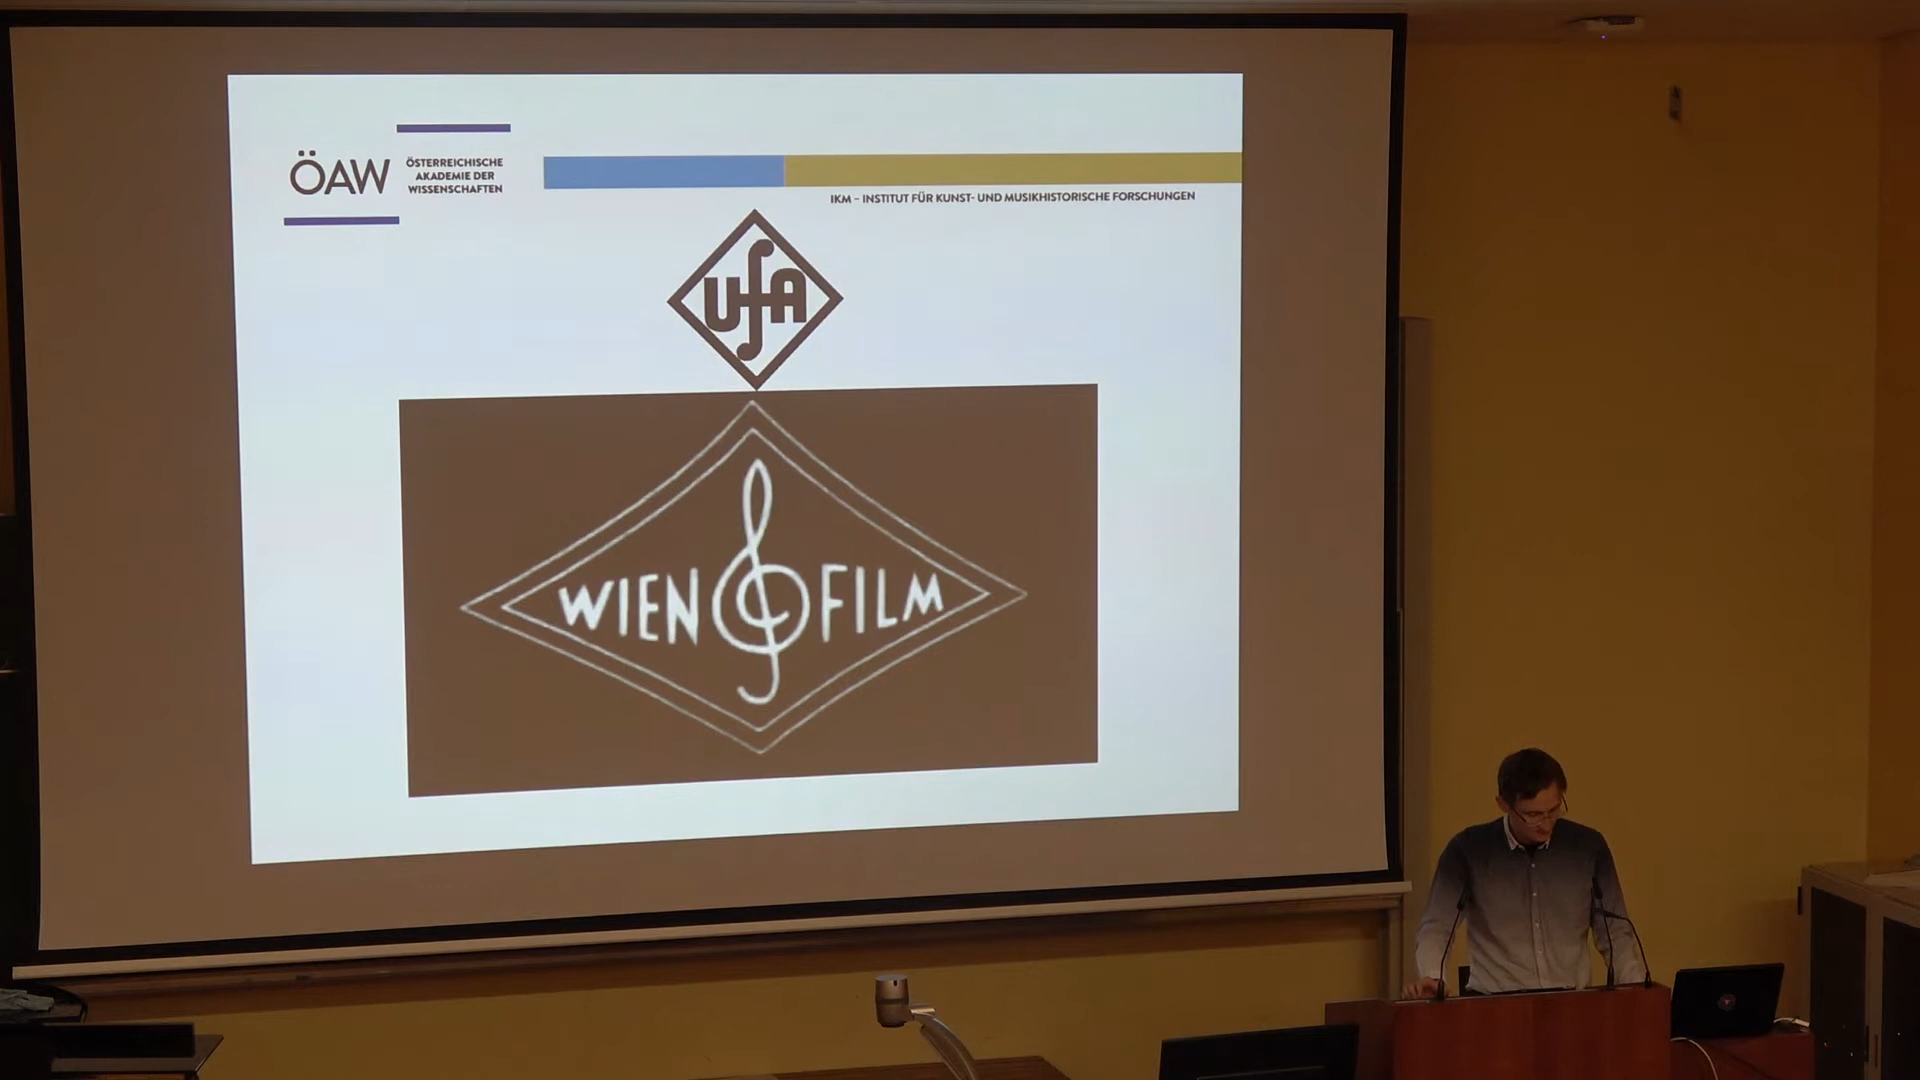 ÖAW
ÖSTERREICHISCHE
AKADEMIE DER
WISSENSCHAFTEN
IKM – INSTITUT FÜR KUNST- UND MUSIKHISTORISCHE FORSCHUNGEN
UfA
WIEN FILM